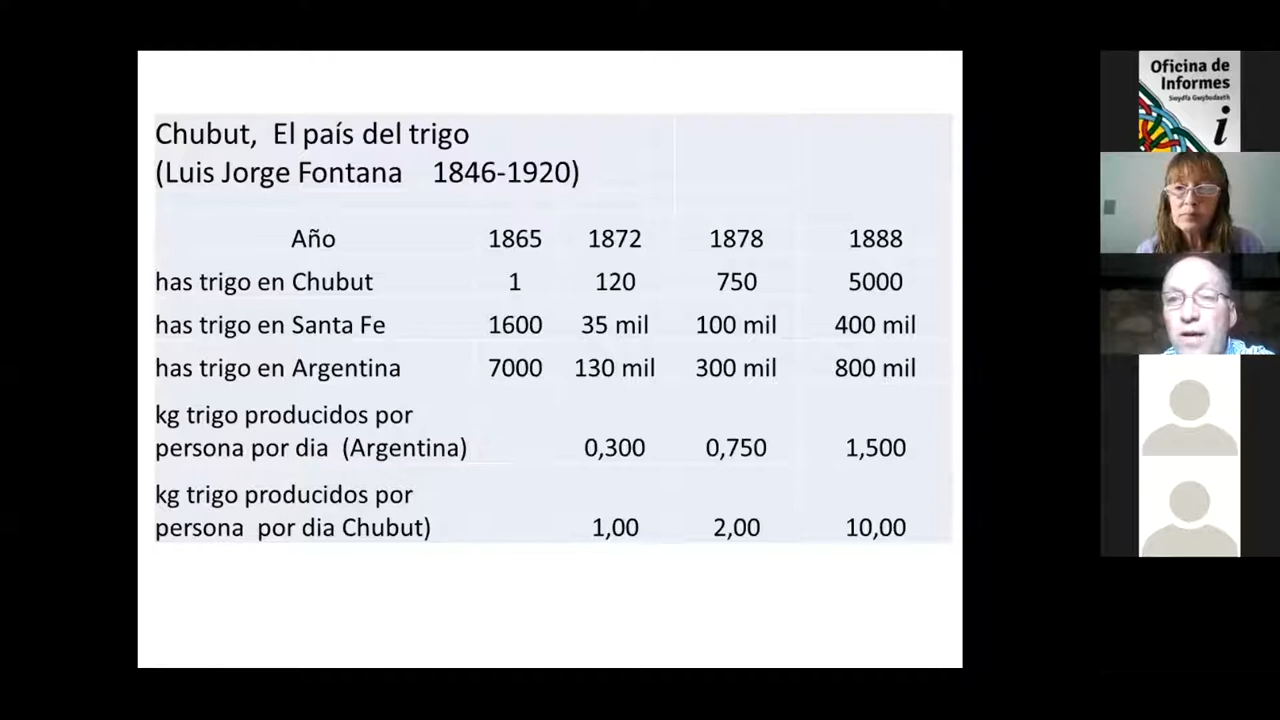 Chubut, El país del trigo
(Luis Jorge Fontana 1846-1920)
Año 1865 1872 1878 1888
has trigo en Chubut 1 120 750 5000
has trigo en Santa Fe 1600 35 mil 100 mil 400 mil
has trigo en Argentina 7000 130 mil 300 mil 800 mil
kg trigo producidos por
persona por dia (Argentina) 0,300 0,750 1,500
kg trigo producidos por
persona por dia Chubut) 1,00 2,00 10,00
Oficina de
Informes
Swyddfa Gwybodaeth
i